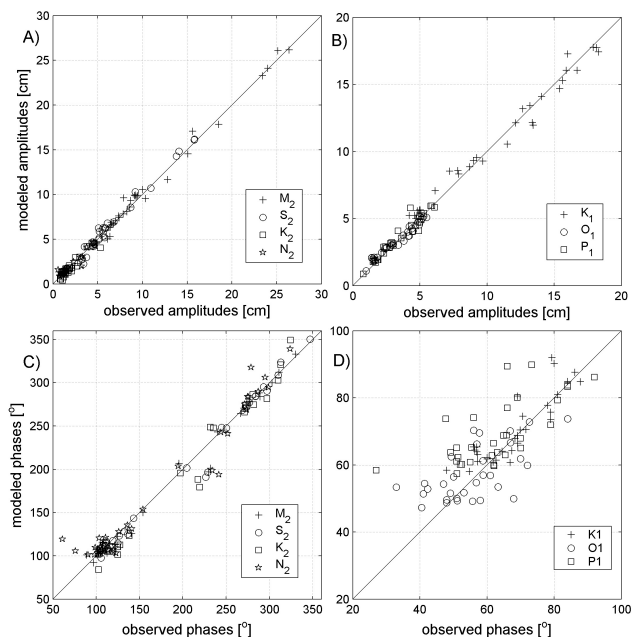 A)
modeled amplitudes [cm]
30
25
20
15
10
5
0
0 5 10 15 20 25 30
observed amplitudes [cm]
M2
S2
K2
N2
B)
20
15
10
5
0
0 5 10 15 20
observed amplitudes [cm]
K1
O1
P1
C)
modeled phases [°]
350
300
250
200
150
100
50
50 100 150 200 250 300 350
observed phases [°]
M2
S2
K2
N2
D)
100
80
60
40
20
20 40 60 80 100
observed phases [°]
K1
O1
P1